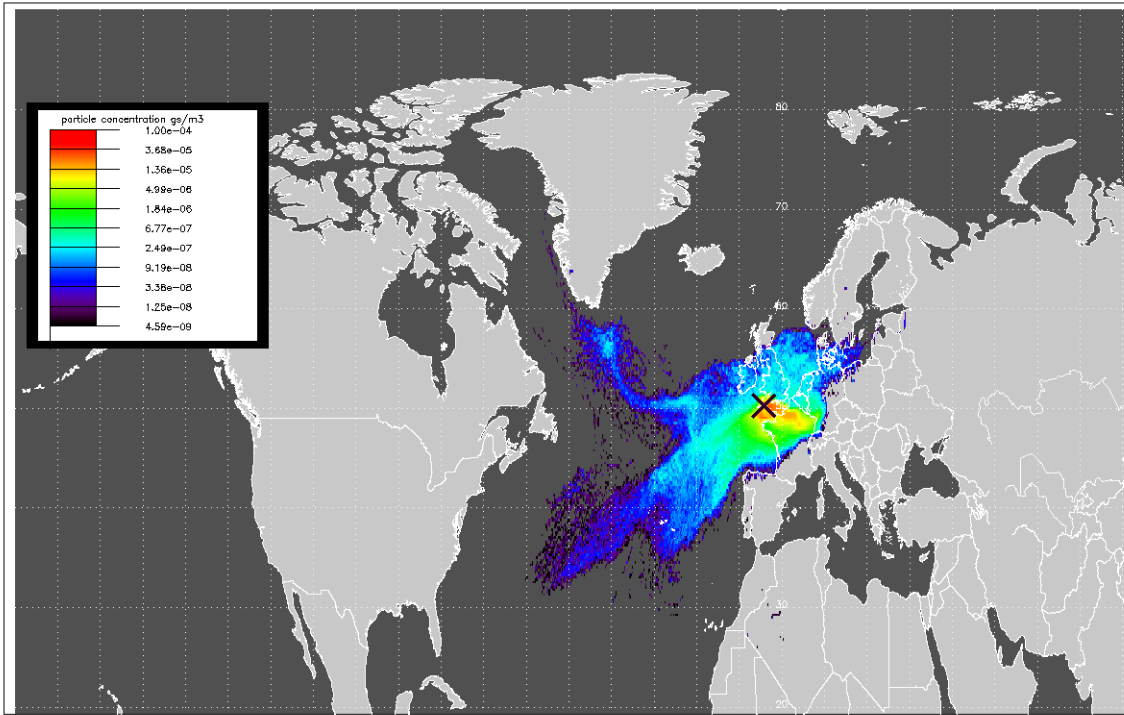 particle concentration gs/m3
1.00e-04
3.68e-05
1.36e-05
4.99e-06
1.84e-06
6.77e-07
2.49e-07
9.19e-08
3.38e-08
1.25e-08
4.59e-09
80
70
60
30
20